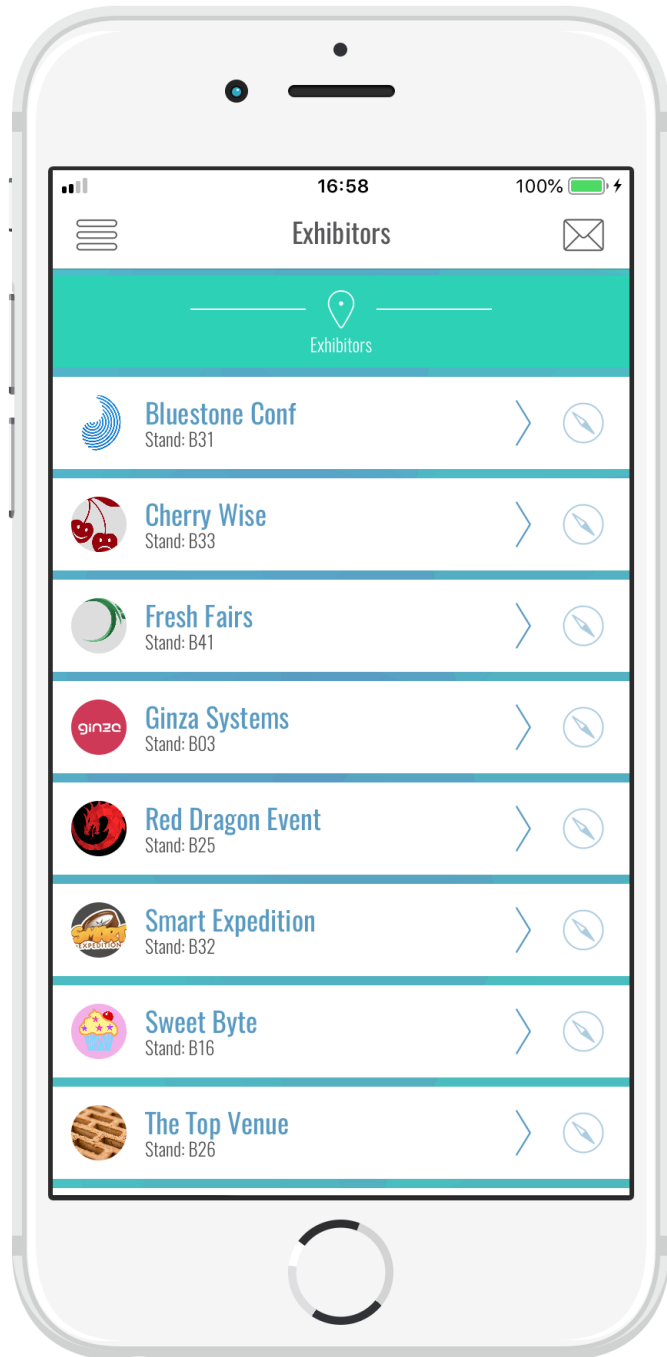 16:58
100%
Exhibitors
Exhibitors
Bluestone Conf
Stand: B31
Cherry Wise
Stand: B33
Fresh Fairs
Stand: B41
ginza
Ginza Systems
Stand: B03
Red Dragon Event
Stand: B25
SMART
EXPEDITION
Smart Expedition
Stand: B32
Sweet Byte
Stand: B16
The Top Venue
Stand: B26